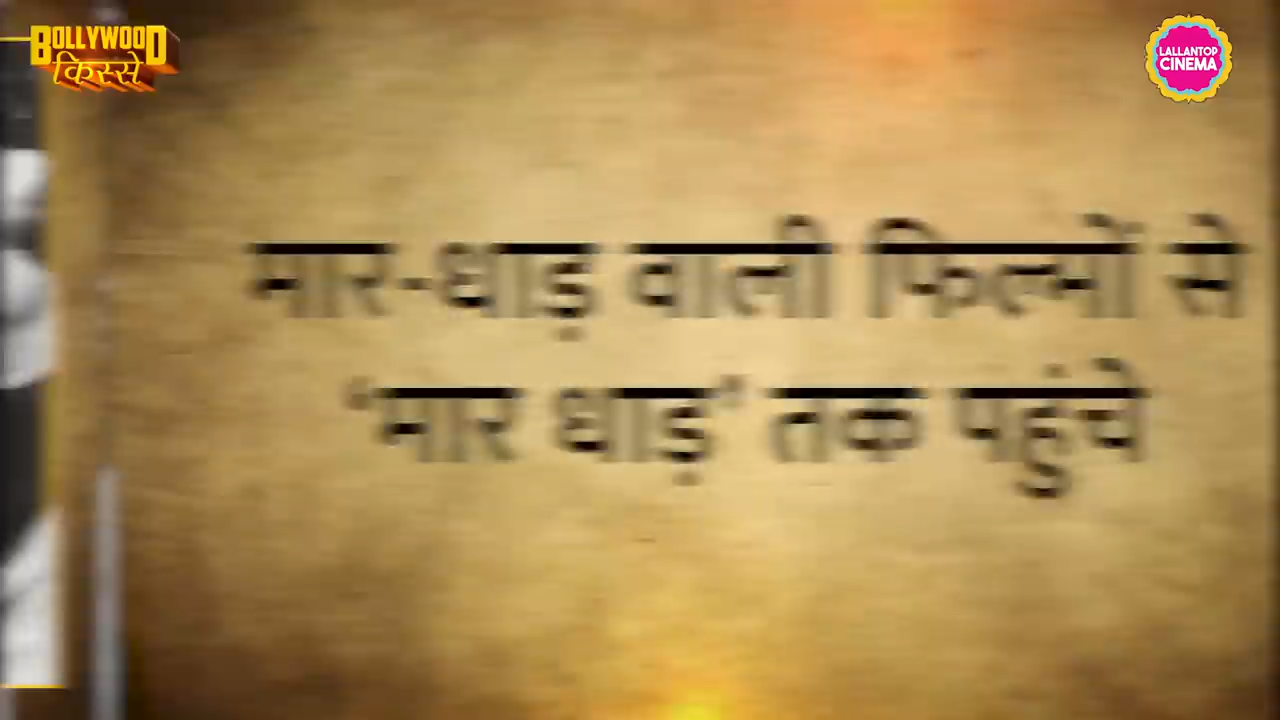 BOLLYWOOD
किस्से
LALLANTOP
CINEMA
मार-धाड़ वाली फिल्मों से
‘मार धाड़’ तक पहुंचे